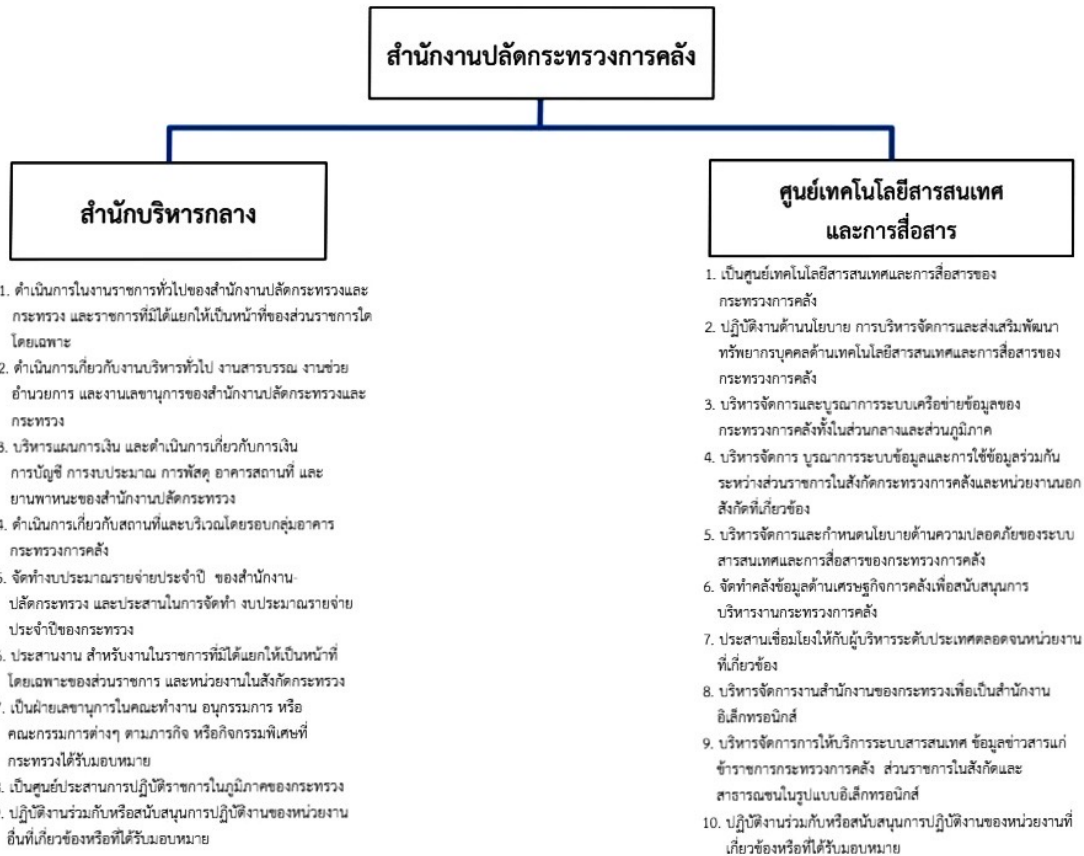 สำนักงานปลัดกระทรวงการคลัง
สำนักบริหารกลาง
1. ดำเนินการในงานราชการทั่วไปของสำนักงานปลัดกระทรวงและ
กระทรวง และราชการที่มิได้แยกให้เป็นหน้าที่ของส่วนราชการใด
โดยเฉพาะ
2. ดำเนินการเกี่ยวกับงานบริหารทั่วไป งานสารบรรณ งานช่วย
อำนวยการ และงานเลขานุการของสำนักงานปลัดกระทรวงและ
กระทรวง
3. บริหารแผนการเงิน และดำเนินการเกี่ยวกับการเงิน
การบัญชี การงบประมาณ การพัสดุ อาคารสถานที่ และ
ยานพาหนะของสำนักงานปลัดกระทรวง
4. ดำเนินการเกี่ยวกับสถานที่และบริเวณโดยรอบกลุ่มอาคาร
กระทรวงการคลัง
5. จัดทำงบประมาณรายจ่ายประจำปี ของสำนักงาน-
ปลัดกระทรวง และประสานในการจัดทำ งบประมาณรายจ่าย
ประจำปีของกระทรวง
6. ประสานงาน สำหรับงานในราชการที่มิได้แยกให้เป็นหน้าที่
โดยเฉพาะของส่วนราชการ และหน่วยงานในสังกัดกระทรวง
7. เป็นฝ่ายเลขานุการในคณะทำงาน อนุกรรมการ หรือ
คณะกรรมการต่างๆ ตามภารกิจ หรือกิจกรรมพิเศษที่
กระทรวงได้รับมอบหมาย
8. เป็นศูนย์ประสานการปฏิบัติราชการในภูมิภาคของกระทรวง
9. ปฏิบัติงานร่วมกับหรือสนับสนุนการปฏิบัติงานของหน่วยงาน
อื่นที่เกี่ยวข้องหรือที่ได้รับมอบหมาย
ศูนย์เทคโนโลยีสารสนเทศ
และการสื่อสาร
1. เป็นศูนย์เทคโนโลยีสารสนเทศและการสื่อสารของ
กระทรวงการคลัง
2. ปฏิบัติงานด้านนโยบาย การบริหารจัดการและส่งเสริมพัฒนา
ทรัพยากรบุคคลด้านเทคโนโลยีสารสนเทศและการสื่อสารของ
กระทรวงการคลัง
3. บริหารจัดการและบูรณาการระบบเครือข่ายข้อมูลของ
กระทรวงการคลังทั้งในส่วนกลางและส่วนภูมิภาค
4. บริหารจัดการ บูรณาการระบบข้อมูลและการใช้ข้อมูลร่วมกัน
ระหว่างส่วนราชการในสังกัดกระทรวงการคลังและหน่วยงานนอก
สังกัดที่เกี่ยวข้อง
5. บริหารจัดการและกำหนดนโยบายด้านความปลอดภัยของระบบ
สารสนเทศและการสื่อสารของกระทรวงการคลัง
6. จัดทำคลังข้อมูลด้านเศรษฐกิจการคลังเพื่อสนับสนุนการ
บริหารงานกระทรวงการคลัง
7. ประสานเชื่อมโยงให้กับผู้บริหารระดับประเทศตลอดจนหน่วยงาน
ที่เกี่ยวข้อง
8. บริหารจัดการงานสำนักงานของกระทรวงเพื่อเป็นสำนักงาน
อิเล็กทรอนิกส์
9. บริหารจัดการการให้บริการระบบสารสนเทศ ข้อมูลข่าวสารแก่
ข้าราชการกระทรวงการคลัง ส่วนราชการในสังกัดและ
สาธารณชนในรูปแบบอิเล็กทรอนิกส์
10. ปฏิบัติงานร่วมกับหรือสนับสนุนการปฏิบัติงานของหน่วยงานที่
เกี่ยวข้องหรือที่ได้รับมอบหมาย